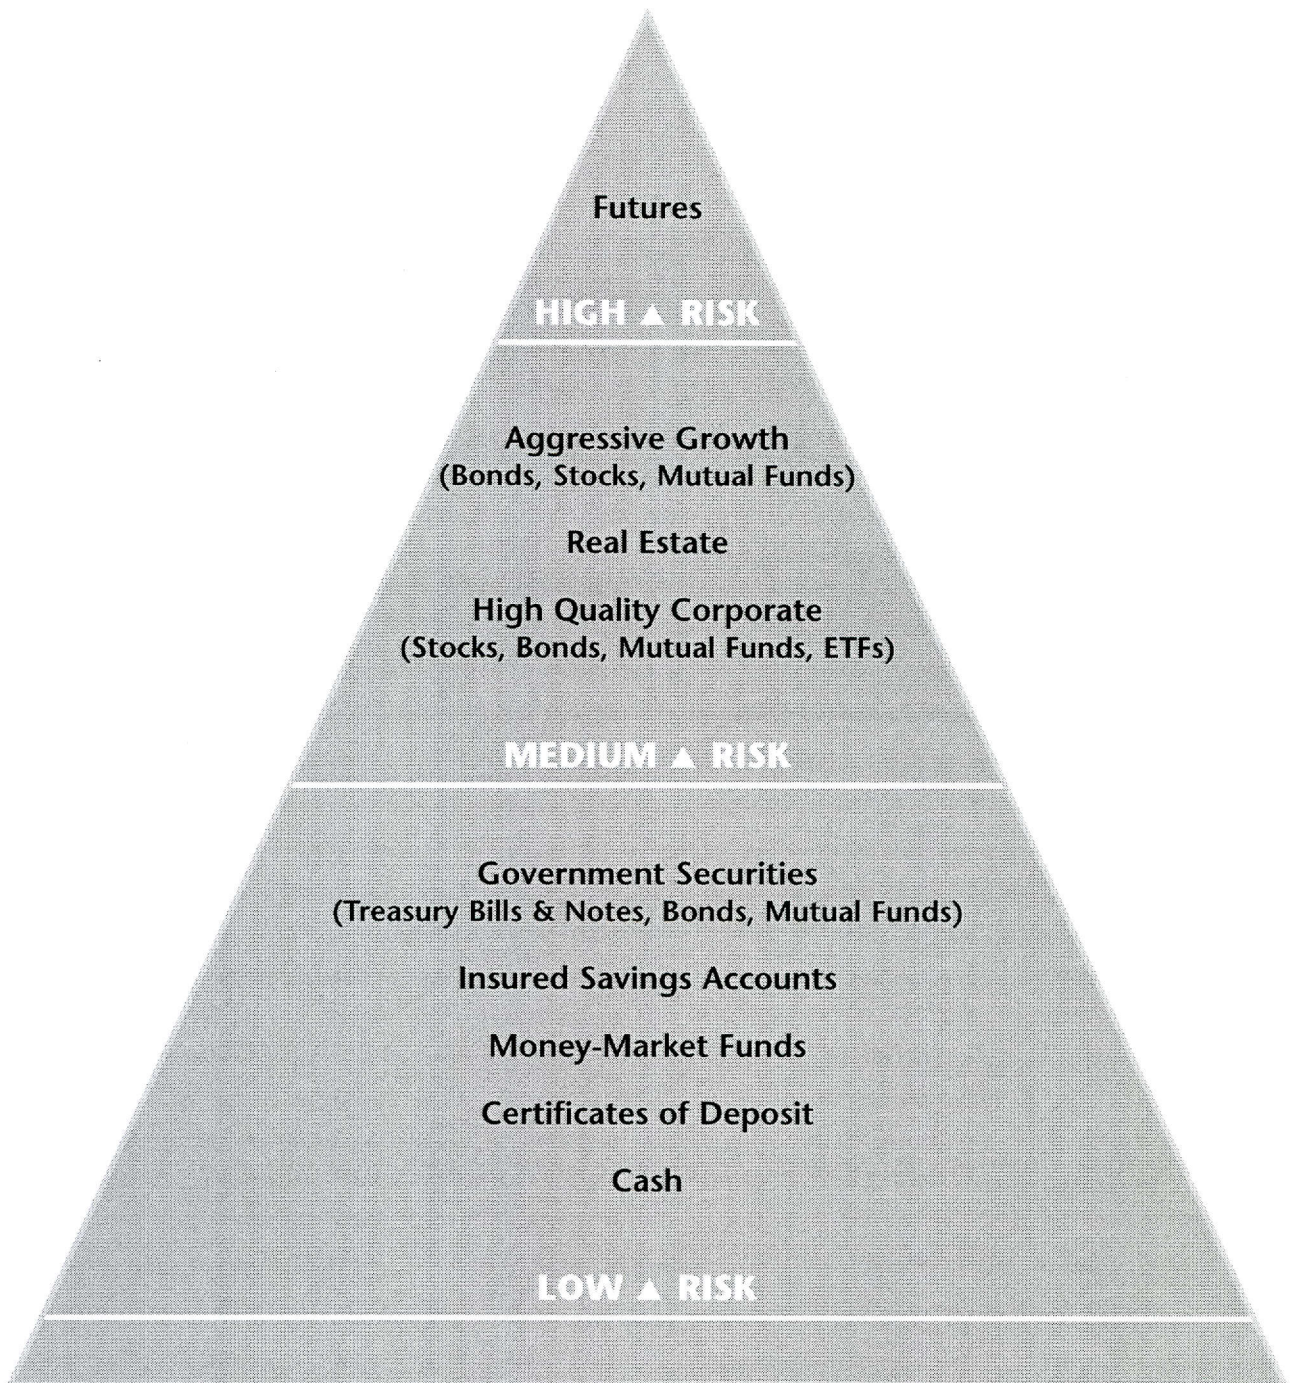 Futures
HIGH ▲ RISK
Aggressive Growth
(Bonds, Stocks, Mutual Funds)
Real Estate
High Quality Corporate
(Stocks, Bonds, Mutual Funds, ETFs)
MEDIUM ▲ RISK
Government Securities
(Treasury Bills & Notes, Bonds, Mutual Funds)
Insured Savings Accounts
Money-Market Funds
Certificates of Deposit
Cash
LOW ▲ RISK